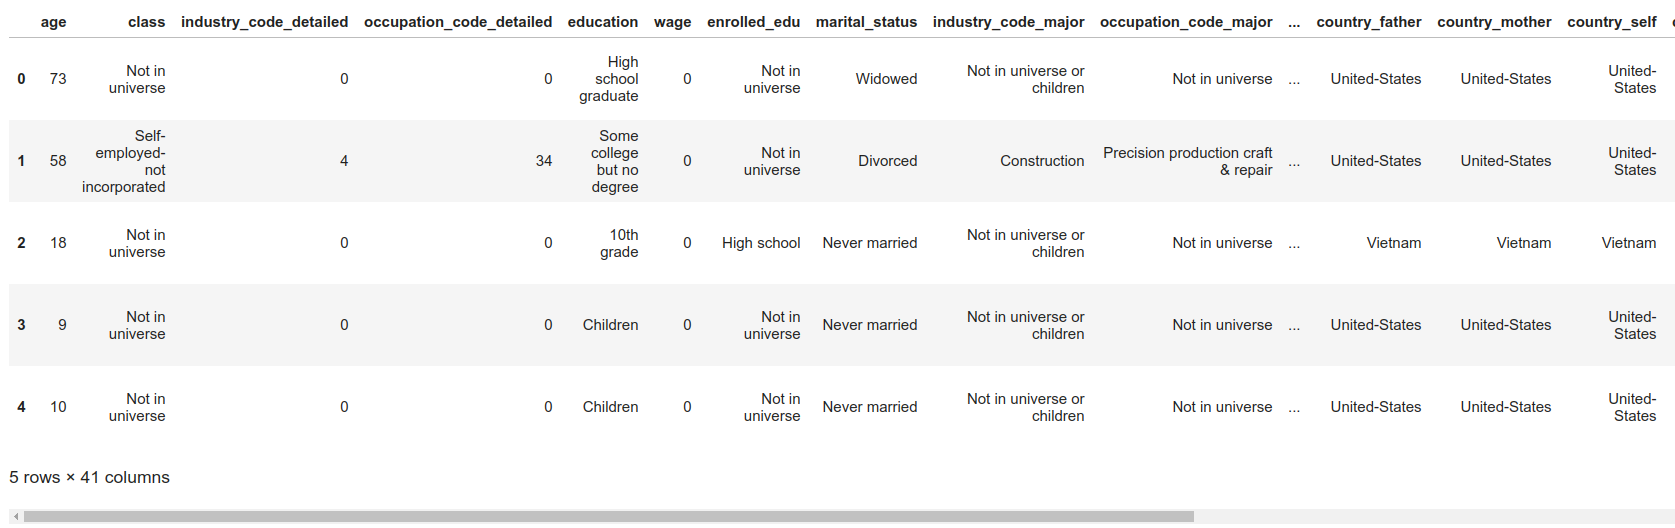 age class industry_code_detailed occupation_code_detailed education wage enrolled_edu marital_status industry_code_major occupation_code_major ... country_father country_mother country_self
0 73 Not in universe 0 0 High school graduate 0 Not in universe Widowed Not in universe or children Not in universe ... United-States United-States United-States
1 58 Self-employed-not incorporated 4 34 Some college but no degree 0 Not in universe Divorced Construction Precision production craft & repair ... United-States United-States United-States
2 18 Not in universe 0 0 10th grade 0 High school Never married Not in universe or children Not in universe ... Vietnam Vietnam Vietnam
3 9 Not in universe 0 0 Children 0 Not in universe Never married Not in universe or children Not in universe ... United-States United-States United-States
4 10 Not in universe 0 0 Children 0 Not in universe Never married Not in universe or children Not in universe ... United-States United-States United-States
5 rows × 41 columns